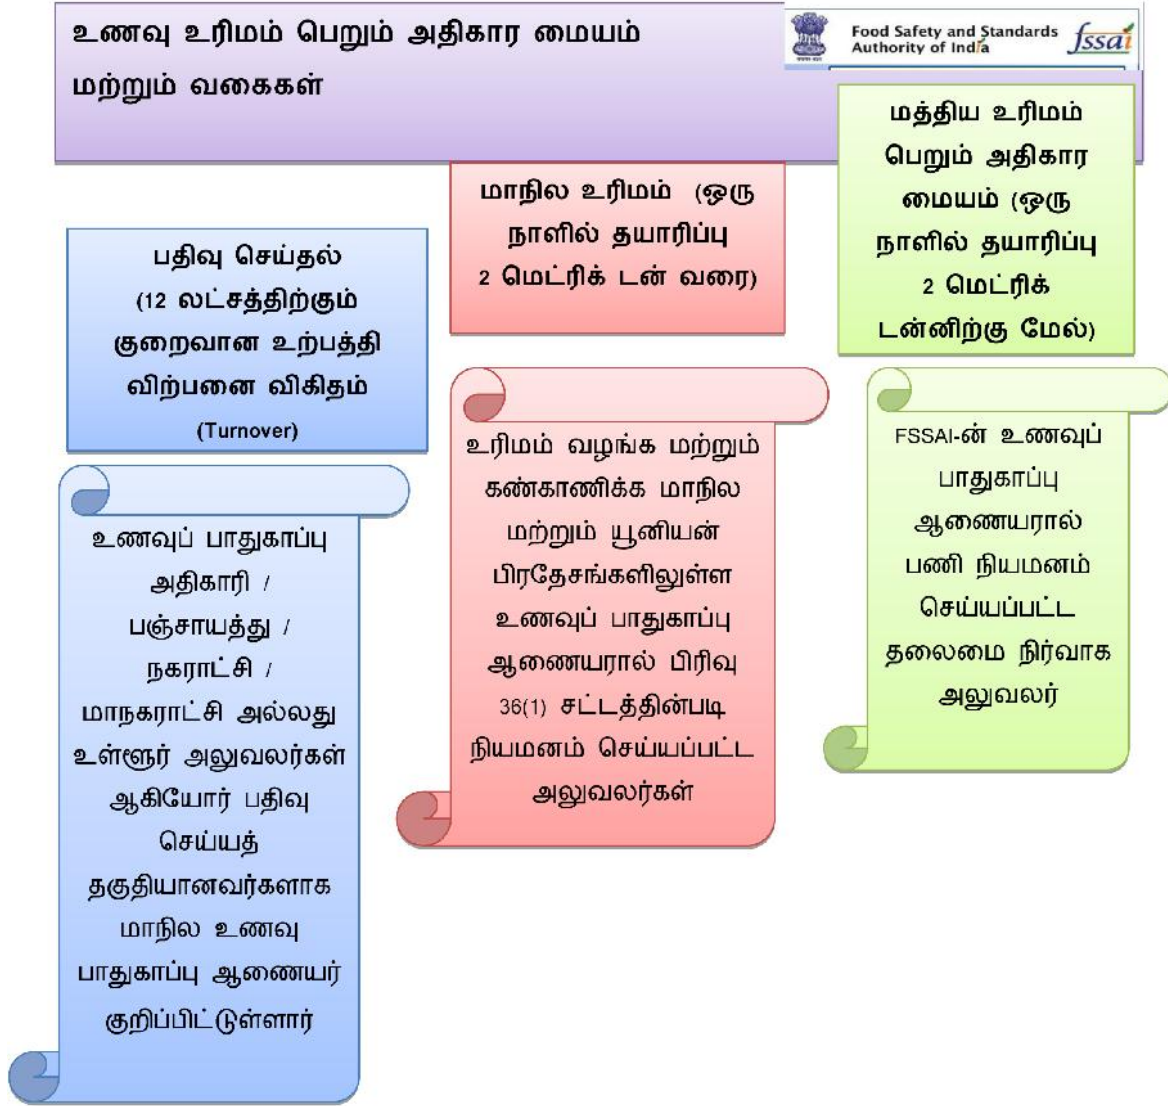 உணவு உரிமம் பெறும் அதிகார மையம்
மற்றும் வகைகள்
Food Safety and Standards
Authority of India
fssai
பதிவு செய்தல்
(12 லட்சத்திற்கும்
குறைவான உற்பத்தி
விற்பனை விகிதம்
(Turnover)
உணவுப் பாதுகாப்பு
அதிகாரி /
பஞ்சாயத்து /
நகராட்சி /
மாநகராட்சி அல்லது
உள்ளூர் அலுவலர்கள்
ஆகியோர் பதிவு
செய்யத்
தகுதியானவர்களாக
மாநில உணவு
பாதுகாப்பு ஆணையர்
குறிப்பிட்டுள்ளார்
மாநில உரிமம் (ஒரு
நாளில் தயாரிப்பு
2 மெட்ரிக் டன் வரை)
உரிமம் வழங்க மற்றும்
கண்காணிக்க மாநில
மற்றும் யூனியன்
பிரதேசங்களிலுள்ள
உணவுப் பாதுகாப்பு
ஆணையரால் பிரிவு
36(1) சட்டத்தின்படி
நியமனம் செய்யப்பட்ட
அலுவலர்கள்
மத்திய உரிமம்
பெறும் அதிகார
மையம் (ஒரு
நாளில் தயாரிப்பு
2 மெட்ரிக்
டன்னிற்கு மேல்)
FSSAI-ன் உணவுப்
பாதுகாப்பு
ஆணையரால்
பணி நியமனம்
செய்யப்பட்ட
தலைமை நிர்வாக
அலுவலர்